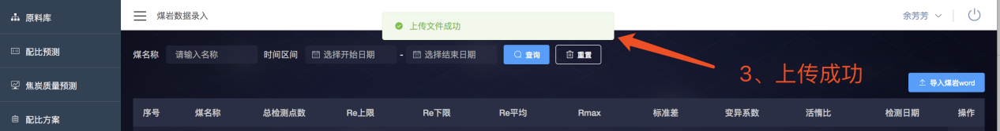 原料库
配比预测
焦炭质量预测
配比方案
煤岩数据录入
上传文件成功
余芳芳
煤名称 请输入名称 时间区间 选择开始日期 - 选择结束日期 查询 重置
3、上传成功
导入煤岩word
序号 煤名称 总检测点数 Re上限 Re下限 Re平均 Rmax 标准差 变异系数 活惰比 检测日期 操作